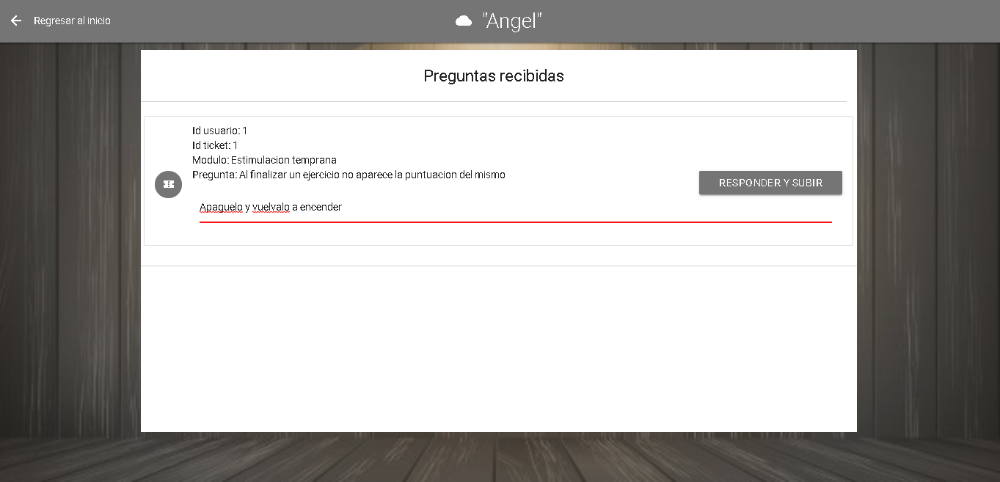 Regresar al inicio
"Angel"
Preguntas recibidas
Id usuario: 1
Id ticket: 1
Modulo: Estimulacion temprana
Pregunta: Al finalizar un ejercicio no aparece la puntuacion del mismo
RESPONDER Y SUBIR
Apaguelo y vuelvalo a encender